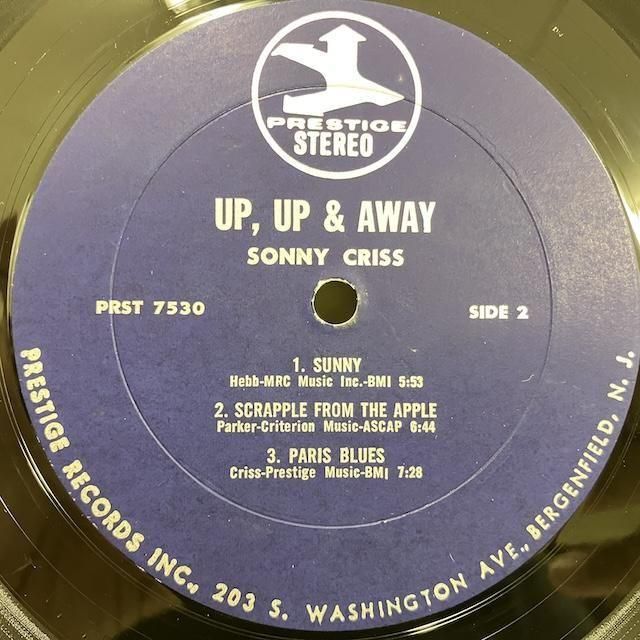 PRESTIGE
STEREO
UP, UP & AWAY
SONNY CRISS
PRST 7530
SIDE 2
1. SUNNY
Hebb-MRC Music Inc.-BMI 5:53
2. SCRAPPLE FROM THE APPLE
Parker-Criterion Music-ASCAP 6:44
3. PARIS BLUES
Criss-Prestige Music-BMI 7:28
PRESTIGE RECORDS INC., 203 S. WASHINGTON AVE., BERGENFIELD, N. J.